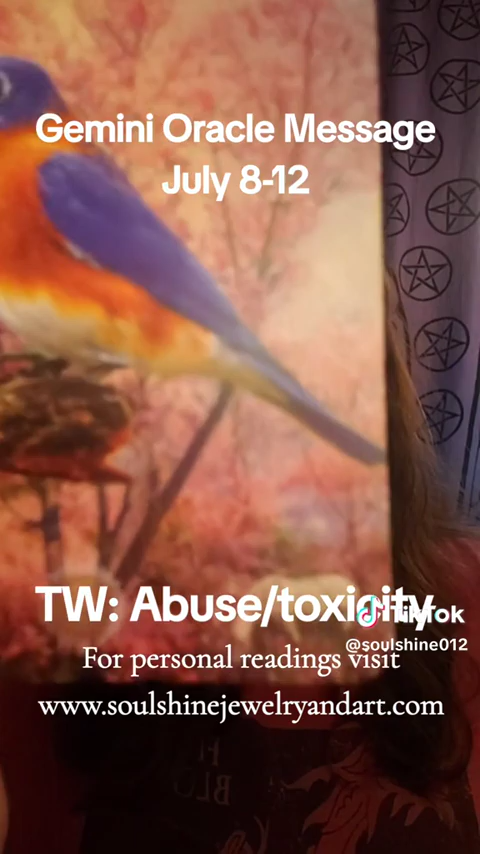 Gemini Oracle Message
July 8-12
TW: Abuse/toxicity
TikTok
@soulshine012
For personal readings visit
www.soulshinejewelryandart.com